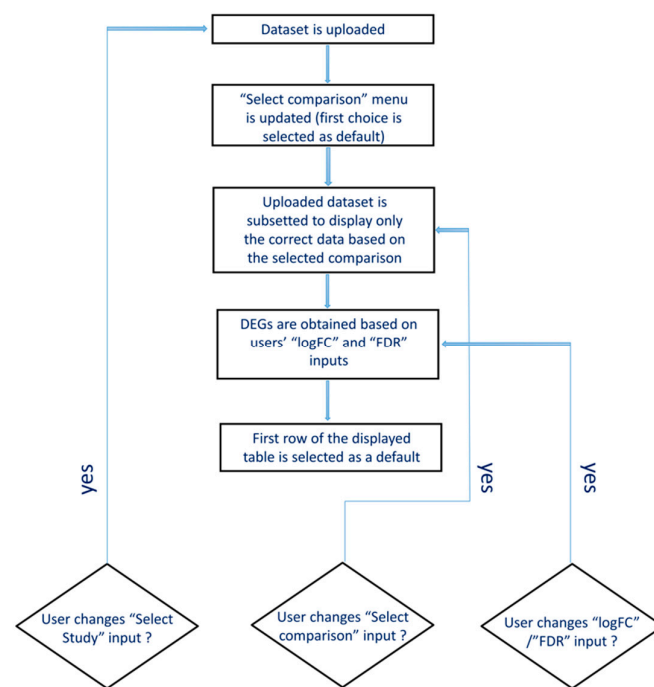 Dataset is uploaded
“Select comparison” menu
is updated (first choice is
selected as default)
Uploaded dataset is
subsetted to display only
the correct data based on
the selected comparison
DEGs are obtained based on
users’ “logFC” and “FDR”
inputs
First row of the displayed
table is selected as a default
yes
yes
yes
User changes “Select
Study” input ?
User changes “Select
comparison” input ?
User changes “logFC”
/”FDR” input ?